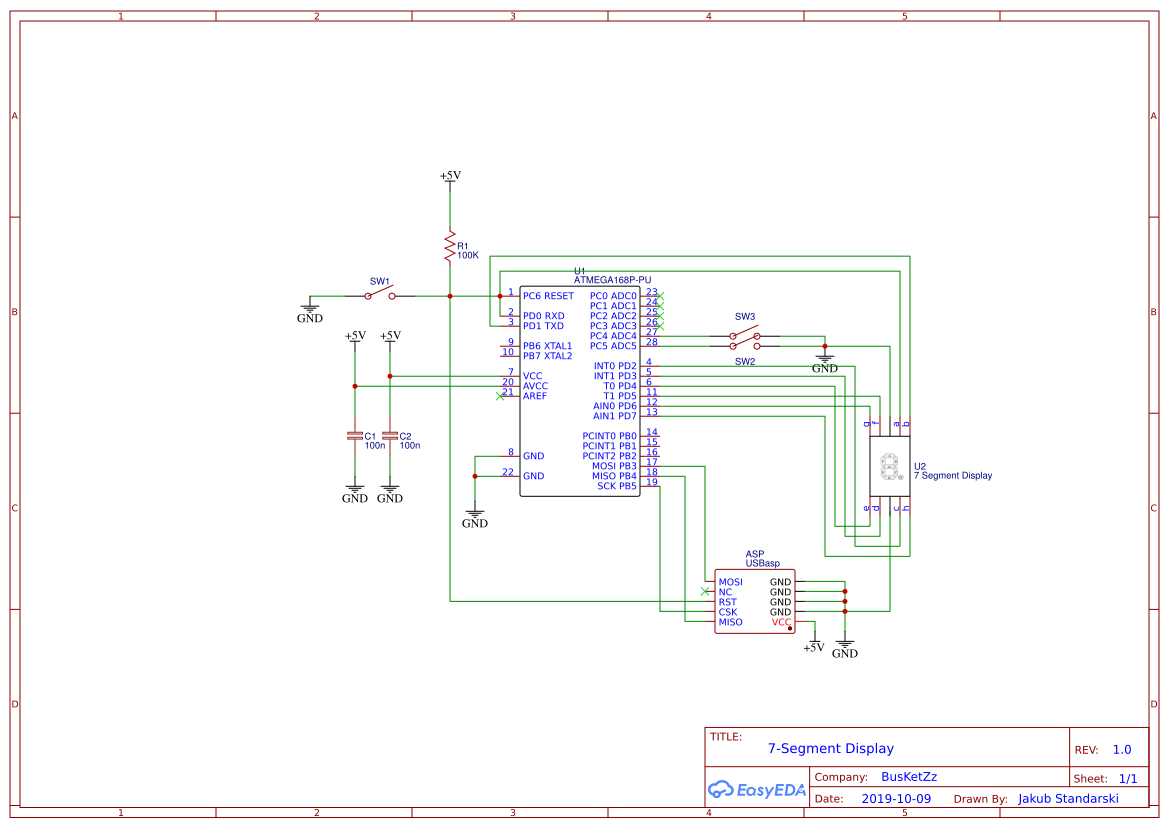 1 2 3 4 5
A A
+5V
R1
100K
U1
ATMEGA168P-PU
SW1
GND
B B
+5V +5V
1 PC6 RESET
2 PD0 RXD
3 PD1 TXD
9 PB6 XTAL1
10 PB7 XTAL2
7 VCC
20 AVCC
21 AREF
8 GND
22 GND
PC0 ADC0 23
PC1 ADC1 24
PC2 ADC2 25
PC3 ADC3 26
PC4 ADC4 27
PC5 ADC5 28
INT0 PD2 4
INT1 PD3 5
T0 PD4 6
T1 PD5 11
AIN0 PD6 12
AIN1 PD7 13
PCINT0 PB0 14
PCINT1 PB1 15
PCINT2 PB2 16
MOSI PB3 17
MISO PB4 18
SCK PB5 19
SW3
SW2
GND
C1
100n
C2
100n
GND GND
GND
g f a b
U2
7 Segment Display
e d c h
C C
ASP
USBasp
MOSI GND
NC GND
RST GND
CSK GND
MISO VCC
+5V
GND
D D
TITLE:
7-Segment Display
REV: 1.0
EasyEDA
Company: BusKetZz
Sheet: 1/1
Date: 2019-10-09 Drawn By: Jakub Standarski
1 2 3 4 5